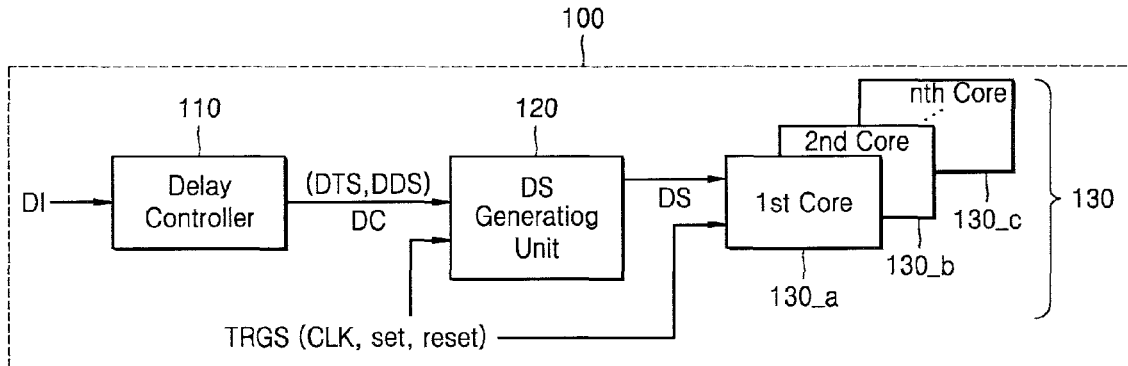 100
110
120
nth Core
2nd Core
1st Core
DI
Delay
Controller
(DTS,DDS)
DC
DS
Generatiog
Unit
DS
130
130_c
130_b
130_a
TRGS (CLK, set, reset)